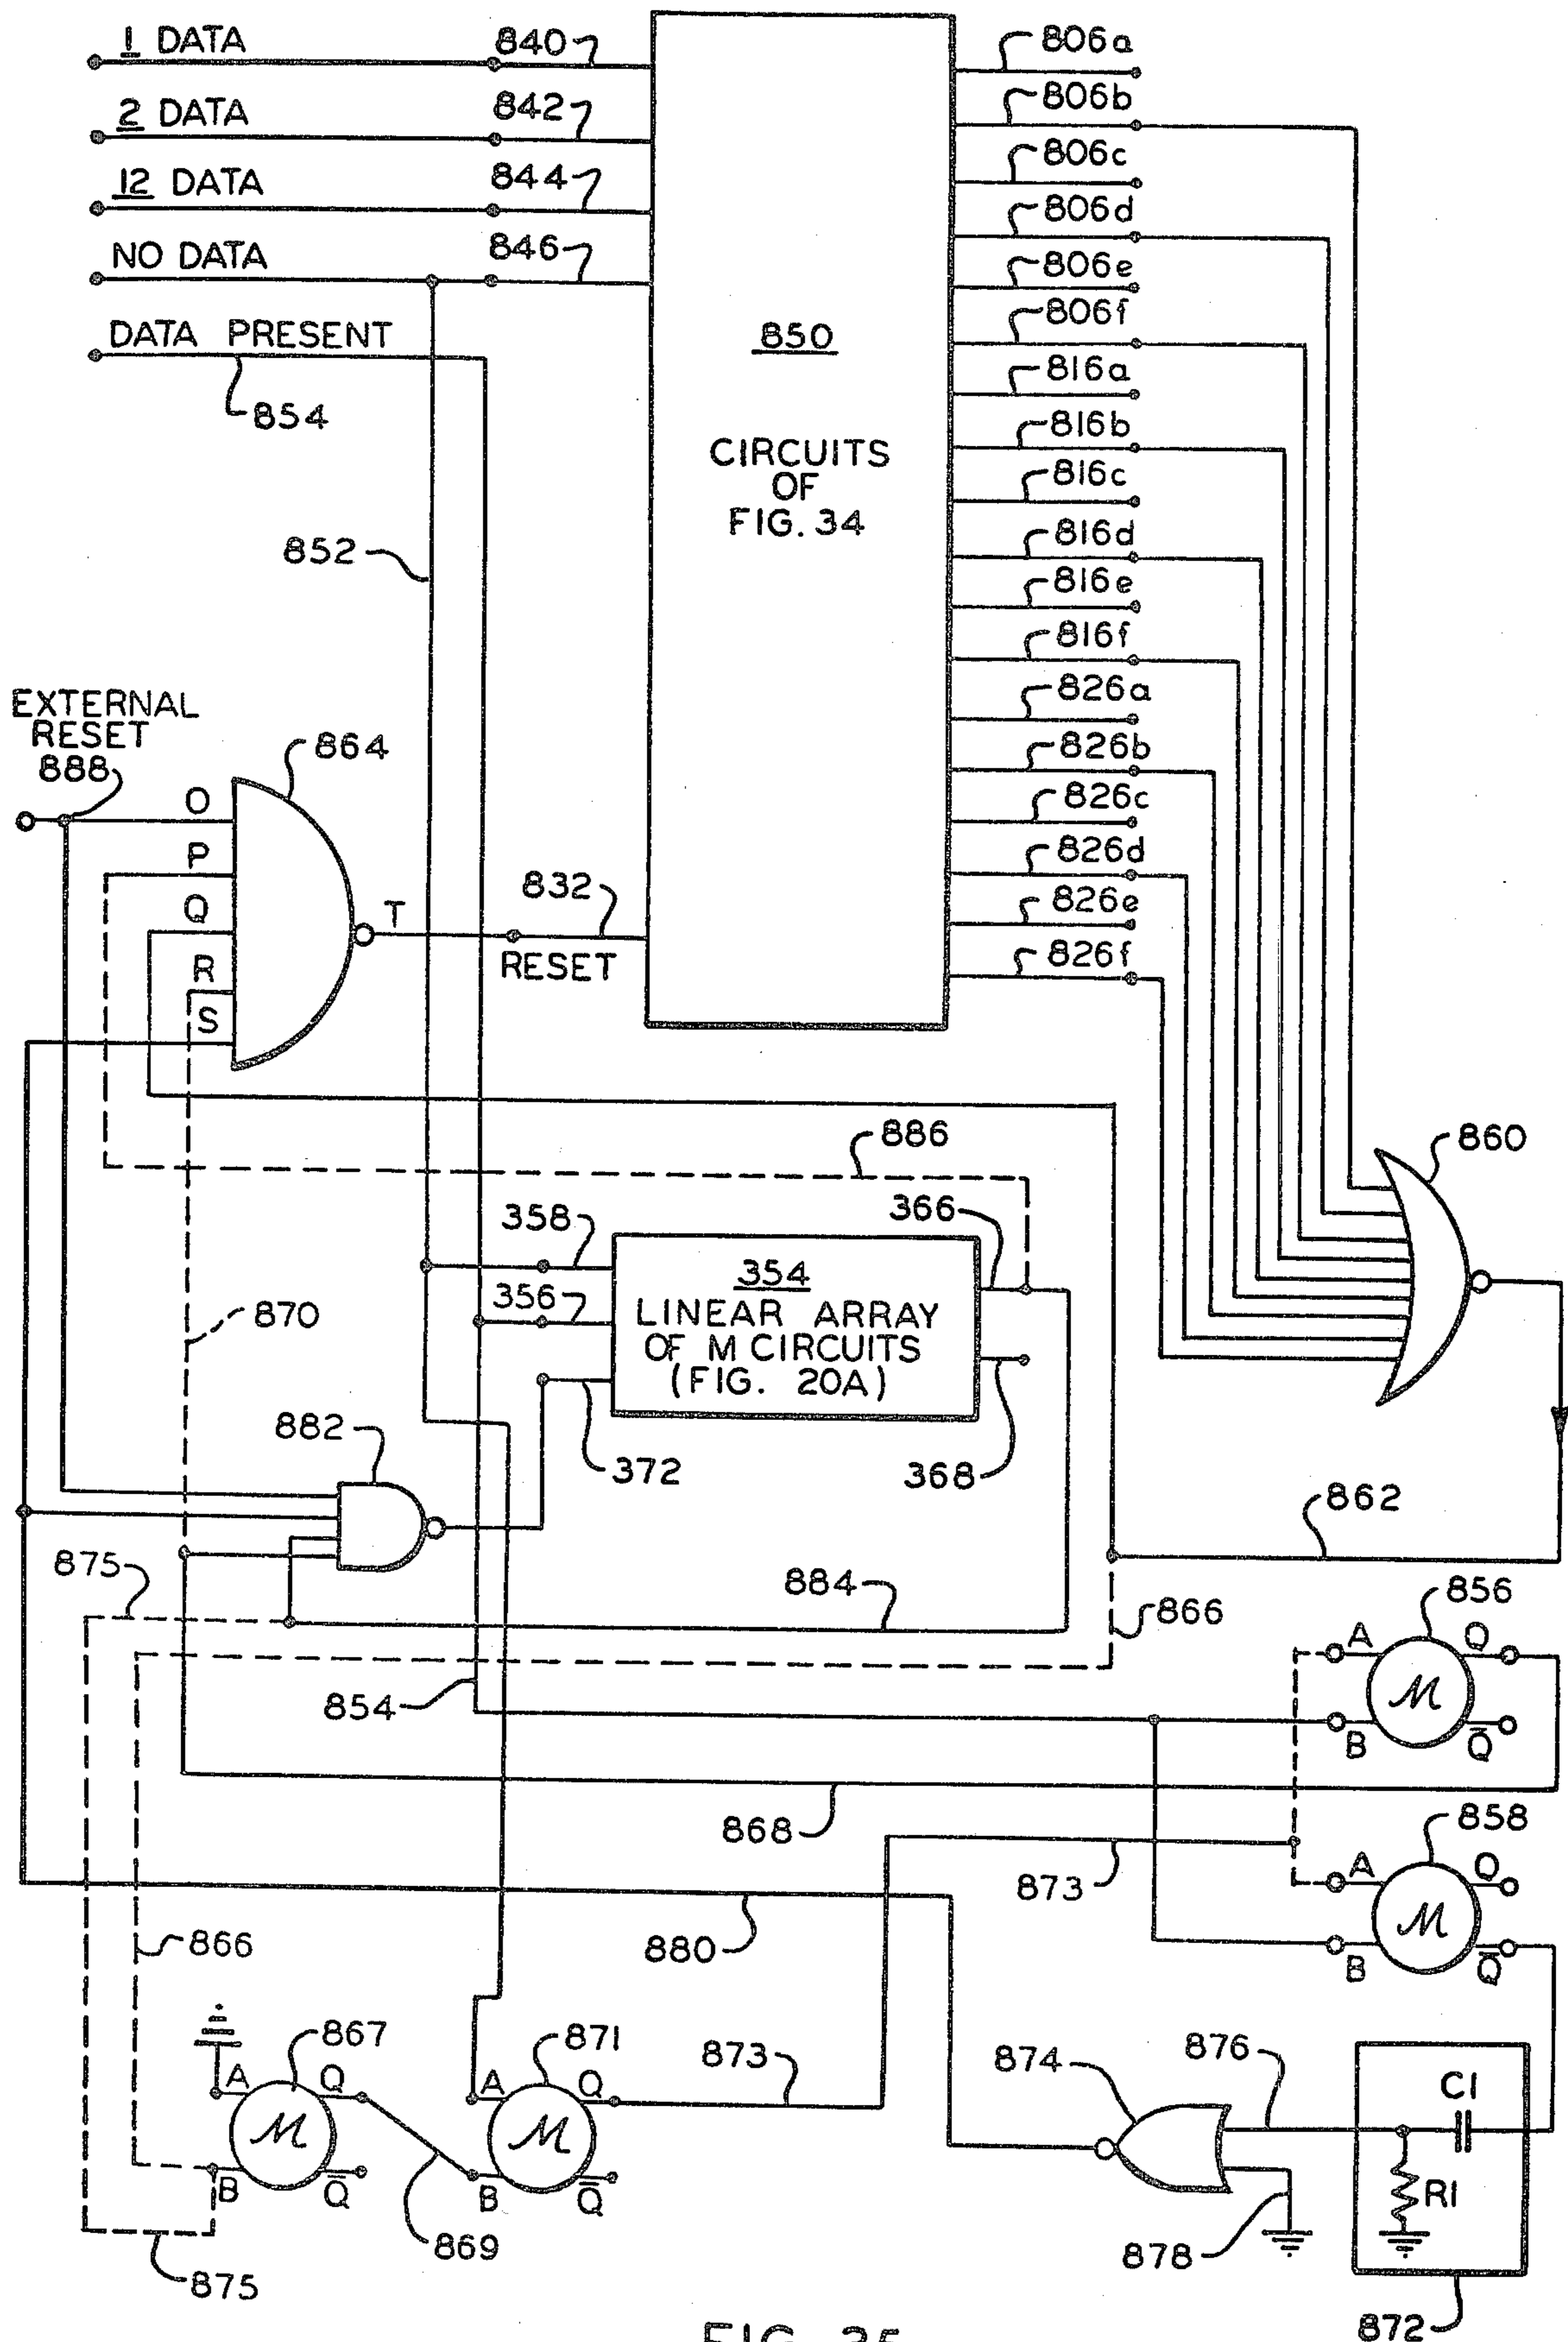 1 DATA
840
2 DATA
842
12 DATA
844
NO DATA
846
DATA PRESENT
854
852
850
CIRCUITS
OF
FIG. 34
806a
806b
806c
806d
806e
806f
816a
816b
816c
816d
816e
816f
826a
826b
826c
826d
826e
826f
EXTERNAL
RESET
888
864
O
P
Q
R
S
T
832
RESET
860
886
358
366
354
356
LINEAR ARRAY
OF M CIRCUITS
(FIG. 20A)
870
882
372
368
862
875
884
866
856
A
Q
M
B
Q̅
854
868
858
A
Q
M
B
Q̅
873
880
866
867
A
Q
M
B
Q̅
869
871
A
Q
M
B
Q̅
873
874
876
878
C1
R1
872
875
FIG. 35